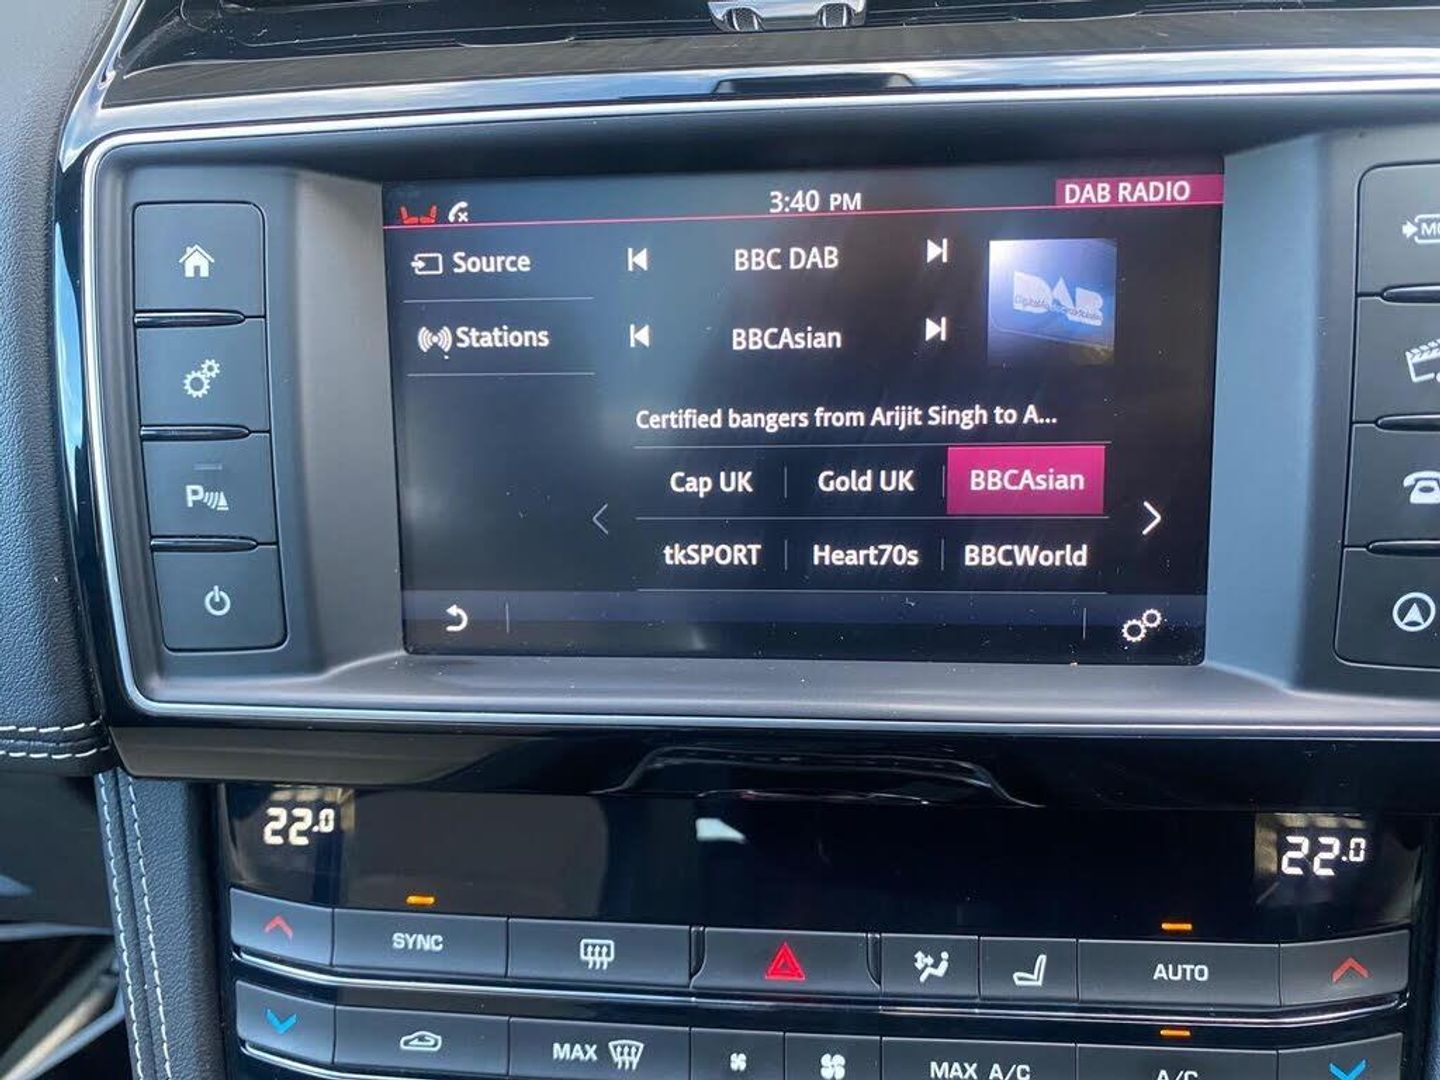 3:40 PM
DAB RADIO
Source
BBC DAB
DAB
Stations
BBCAsian
Certified bangers from Arijit Singh to A...
Cap UK
Gold UK
BBCAsian
tkSPORT
Heart70s
BBCWorld
P
22.0
22.0
SYNC
AUTO
MAX
MAX A/C
A/C